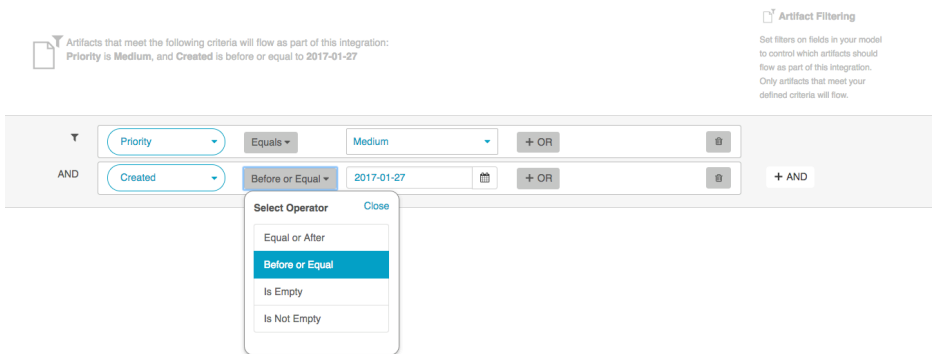 Artifacts that meet the following criteria will flow as part of this integration:
Priority is Medium, and Created is before or equal to 2017-01-27
Artifact Filtering
Set filters on fields in your model
to control which artifacts should
flow as part of this integration.
Only artifacts that meet your
defined criteria will flow.
Priority Equals Medium + OR
AND Created Before or Equal 2017-01-27 + OR + AND
Select Operator Close
Equal or After
Before or Equal
Is Empty
Is Not Empty